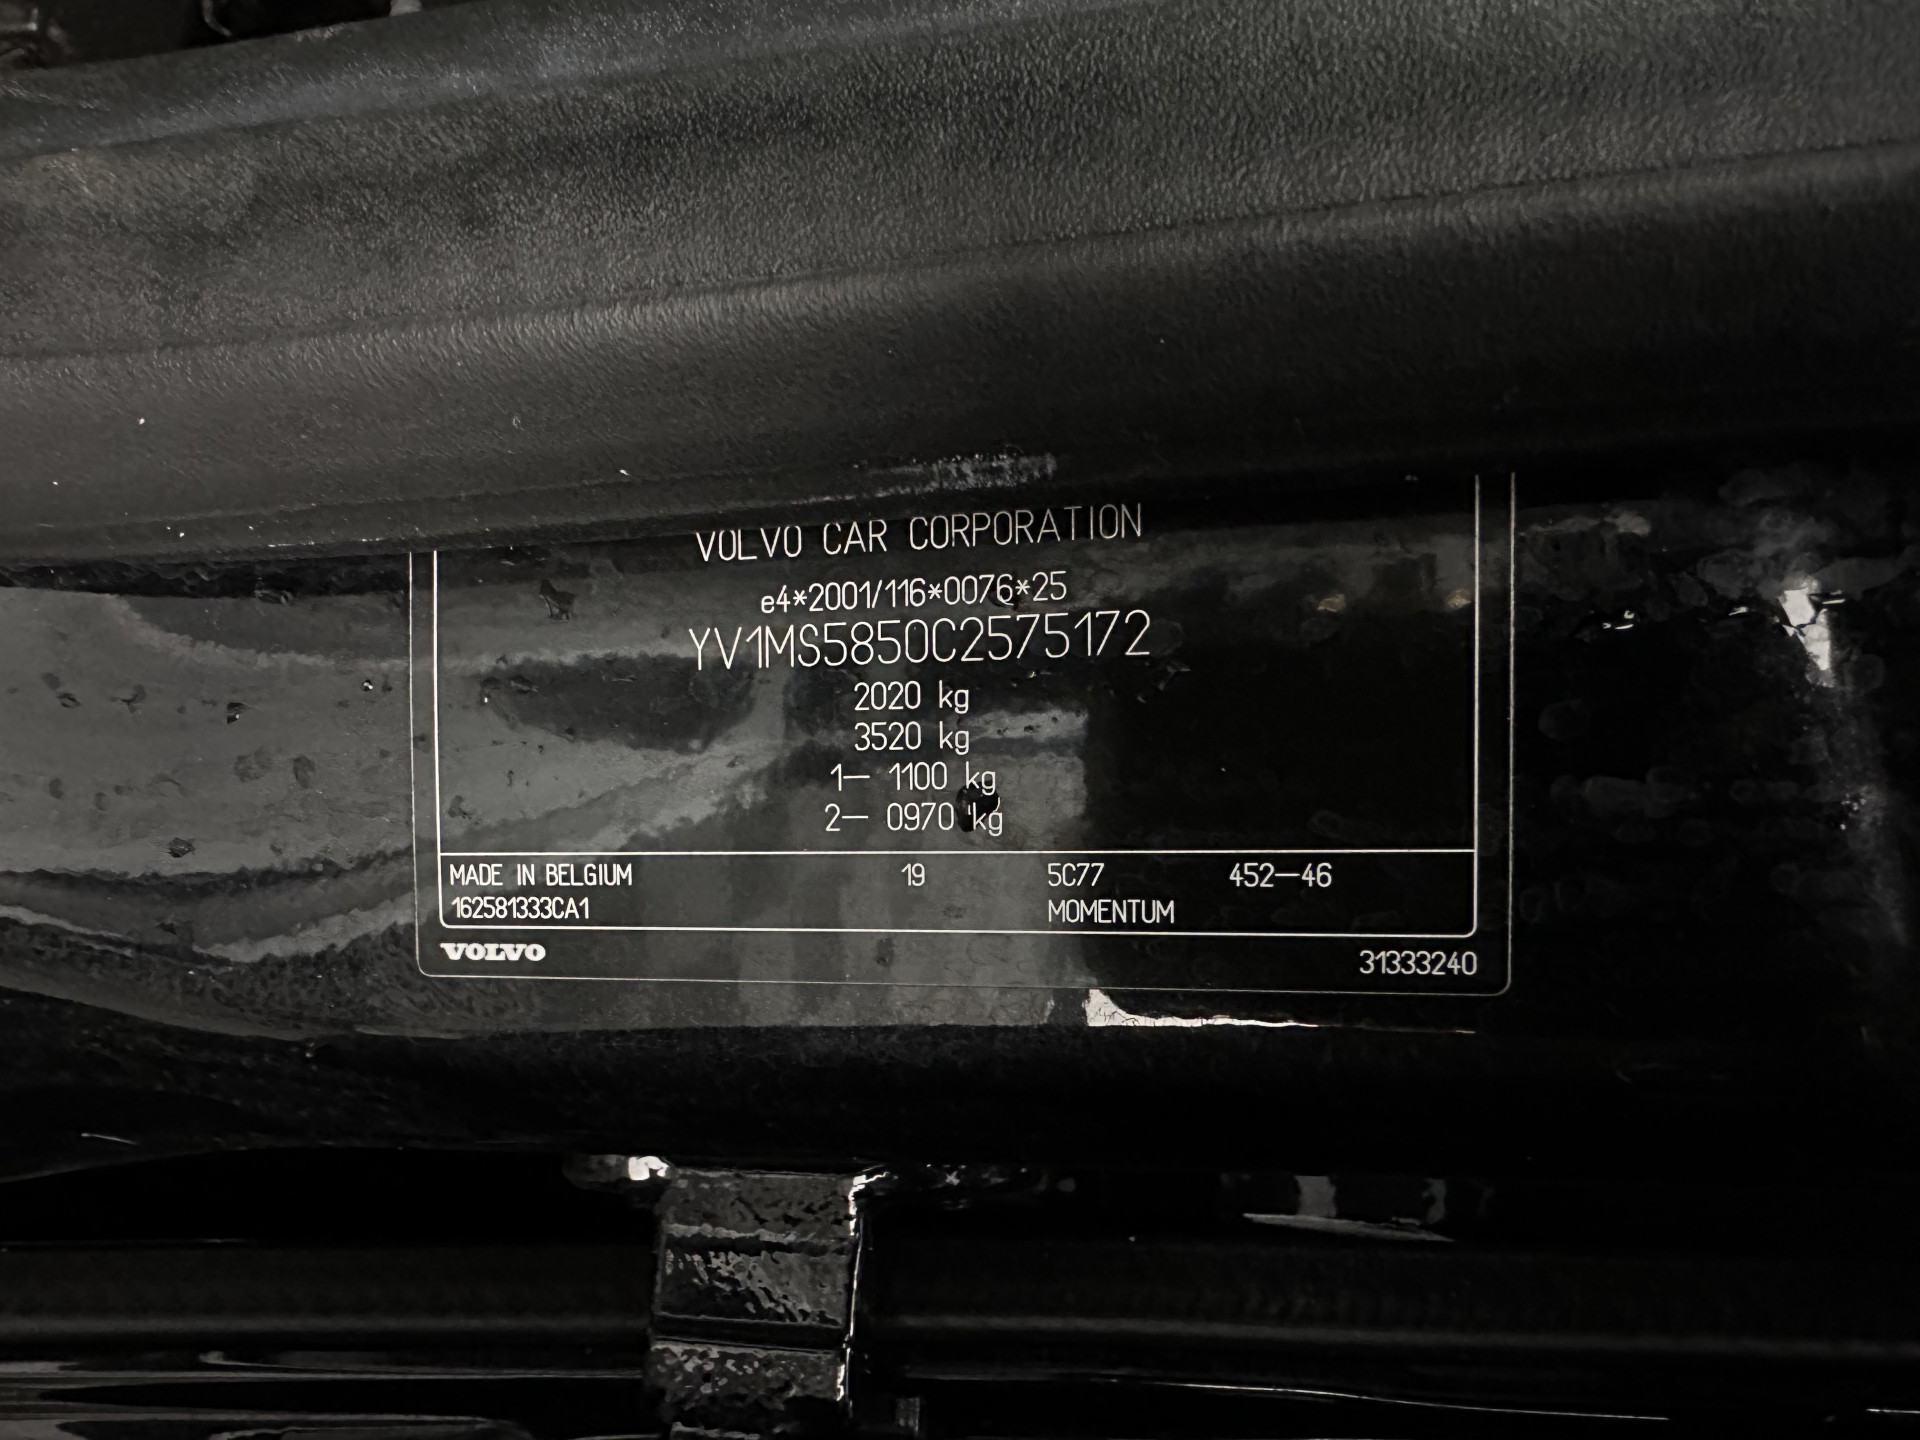 VOLVO CAR CORPORATION
e4*2001/116*0076*25
YV1MS5850C2575172
2020 kg
3520 kg
1– 1100 kg
2– 0970 kg
MADE IN BELGIUM 19 5C77 452–46
162581333CA1 MOMENTUM
VOLVO 31333240